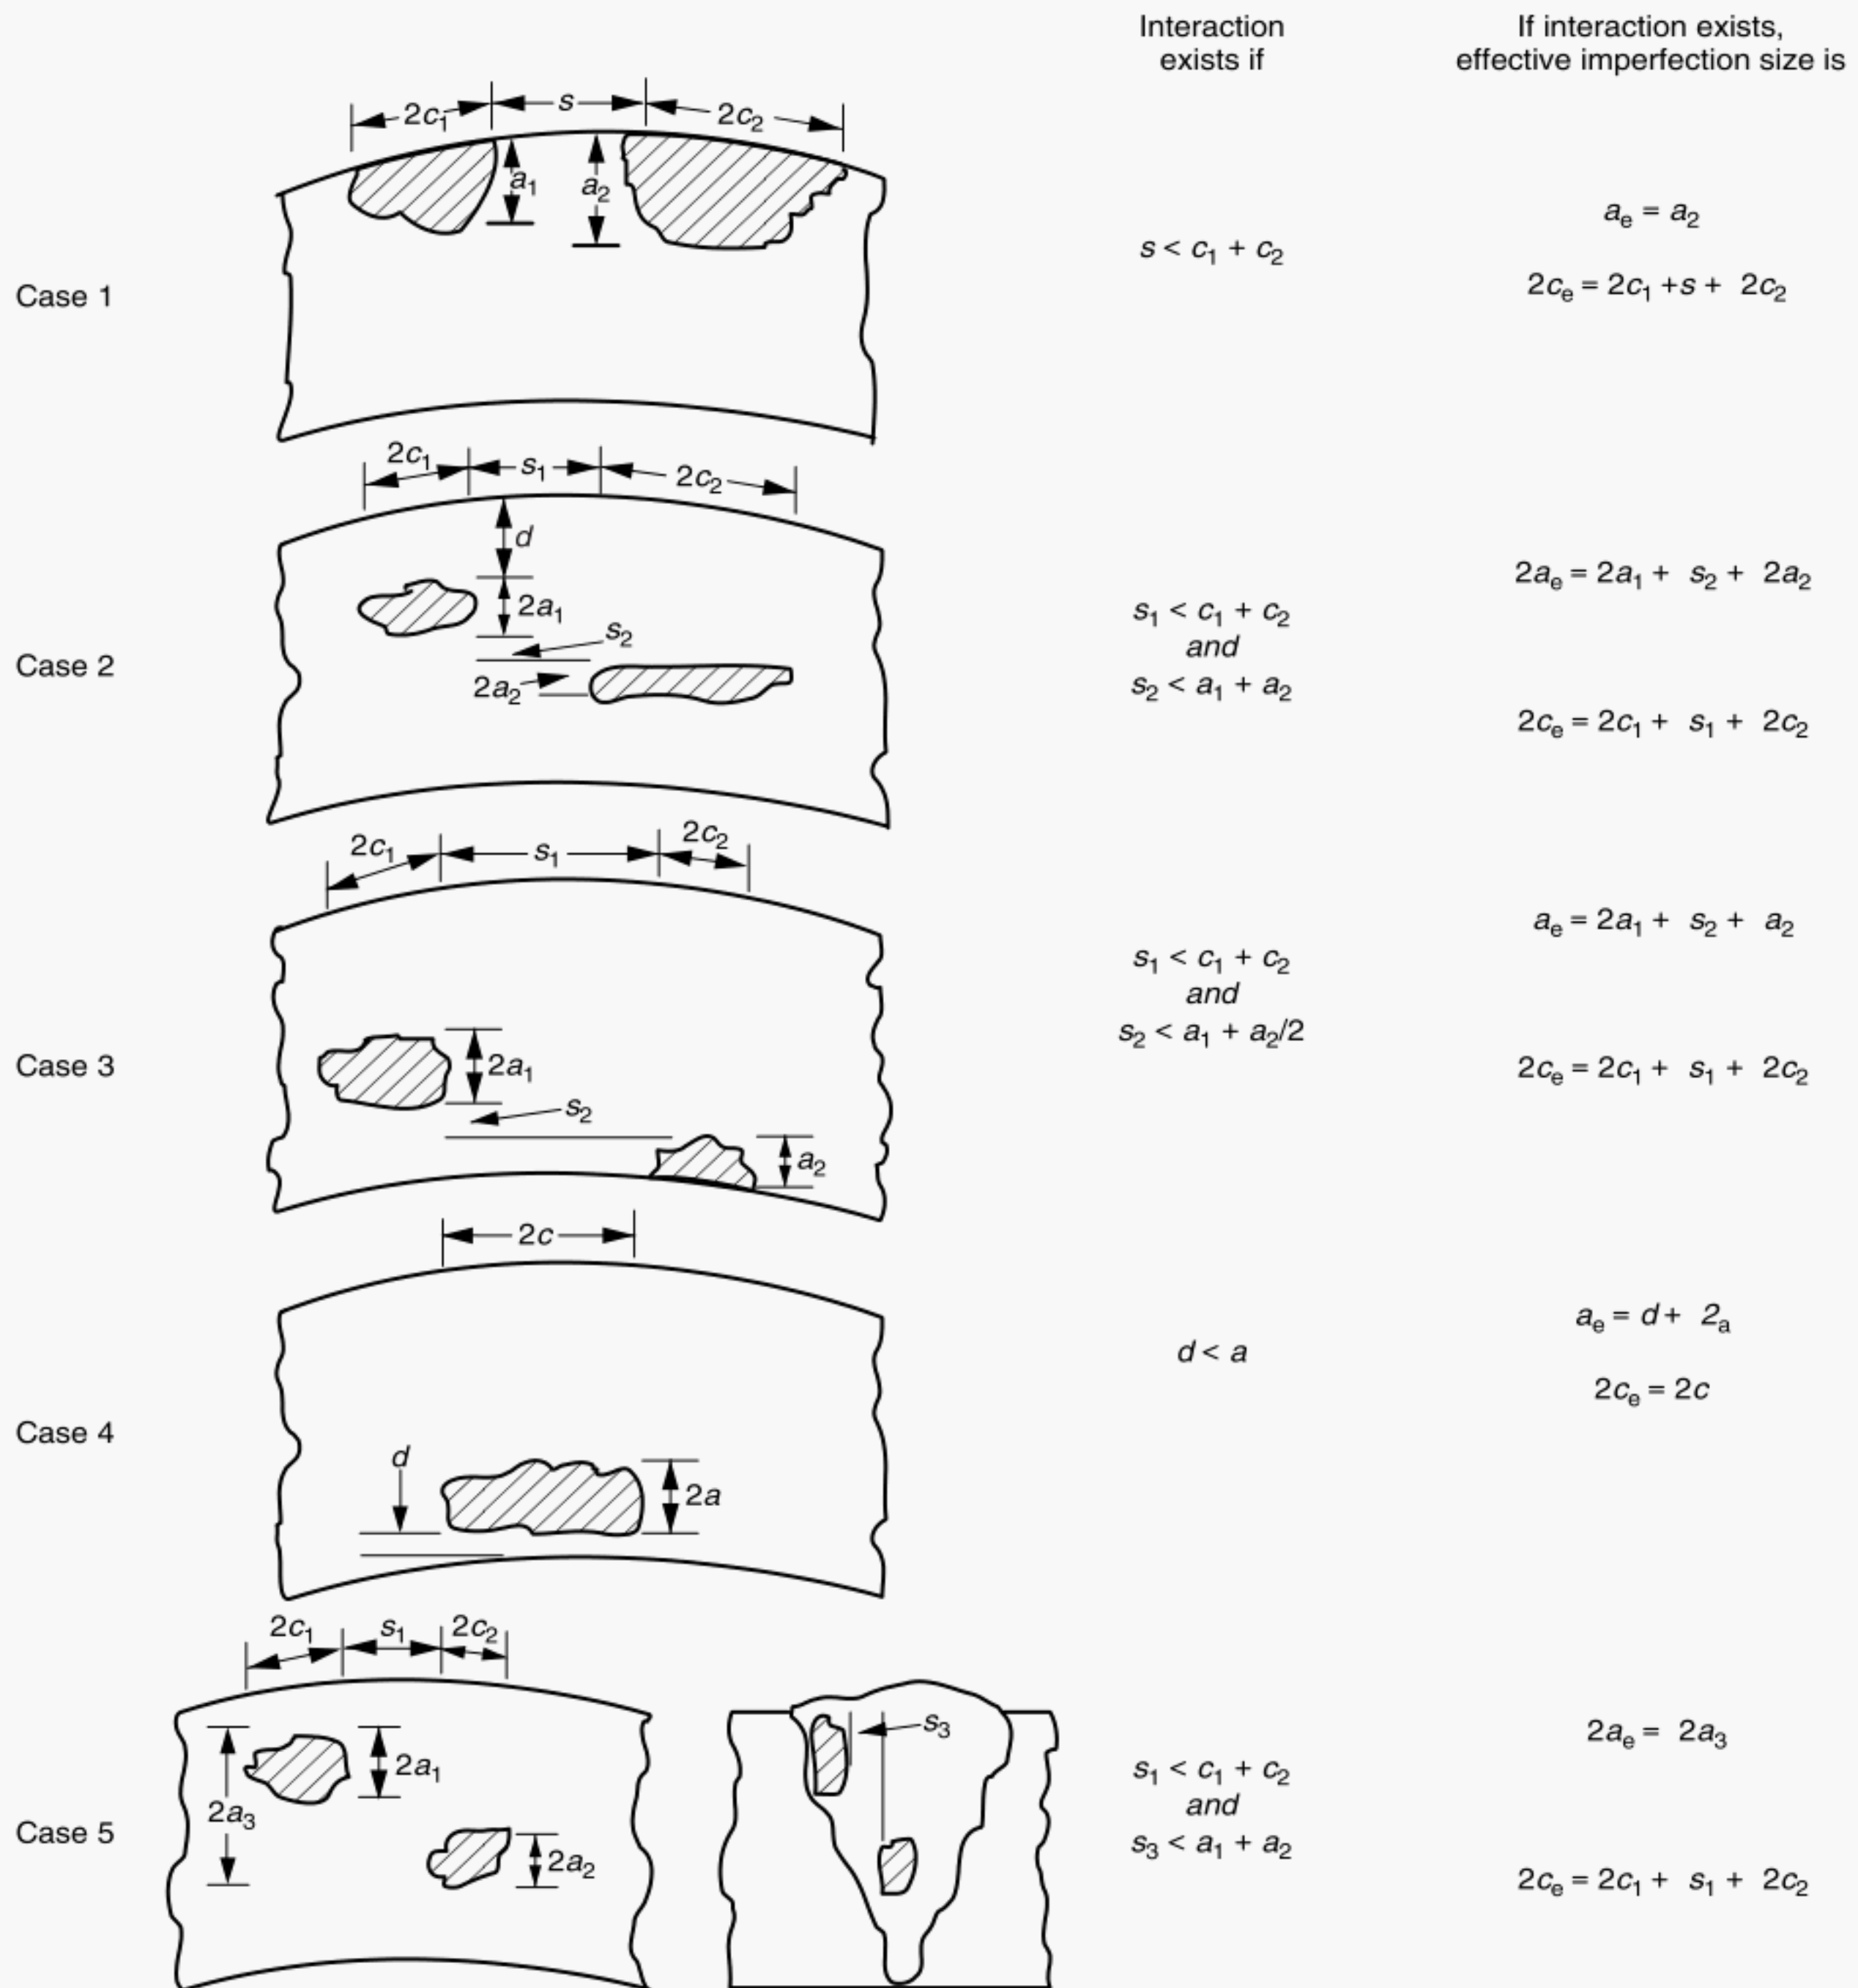 Interaction
exists if
If interaction exists,
effective imperfection size is
Case 1
2c₁
s
2c₂
a₁
a₂
s < c₁ + c₂
aₑ = a₂
2cₑ = 2c₁ +s + 2c₂
Case 2
2c₁
s₁
2c₂
d
2a₁
s₂
2a₂
s₁ < c₁ + c₂
and
s₂ < a₁ + a₂
2aₑ = 2a₁ + s₂ + 2a₂
2cₑ = 2c₁ + s₁ + 2c₂
Case 3
2c₁
s₁
2c₂
2a₁
s₂
a₂
s₁ < c₁ + c₂
and
s₂ < a₁ + a₂/2
aₑ = 2a₁ + s₂ + a₂
2cₑ = 2c₁ + s₁ + 2c₂
Case 4
2c
d
2a
d < a
aₑ = d + 2ₐ
2cₑ = 2c
Case 5
2c₁
s₁
2c₂
2a₁
2a₃
2a₂
s₃
s₁ < c₁ + c₂
and
s₃ < a₁ + a₂
2aₑ = 2a₃
2cₑ = 2c₁ + s₁ + 2c₂